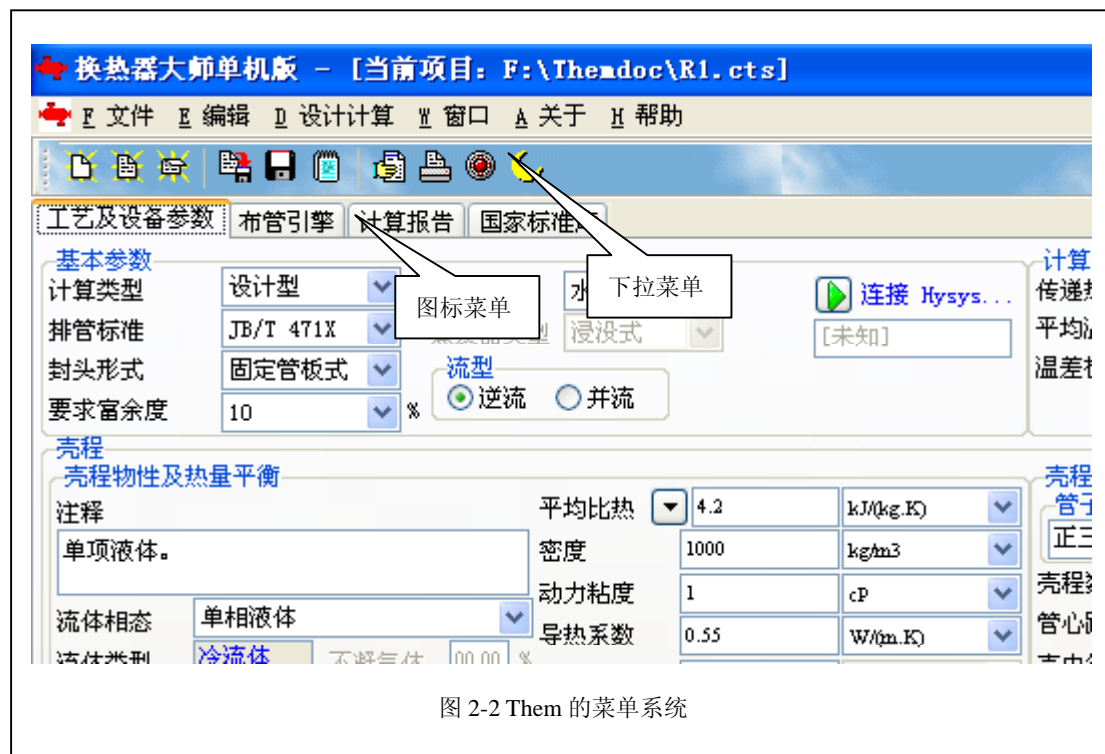 换热器大师单机版 - [当前项目: F:\Themdoc\R1.cts]
F 文件 E 编辑 D 设计计算 W 窗口 A 关于 H 帮助
工艺及设备参数 布管引擎 计算报告 国家标准
基本参数 计算
计算类型 设计型 水 连接 Hysys... 传递
下拉菜单
图标菜单
排管标准 JB/T 471X 浸没式 [未知] 平均
封头形式 固定管板式 流型 温差
要求富余度 10 % 逆流 并流
壳程
壳程物性及热量平衡 壳程
注释 平均比热 4.2 kJ/(kg.K) 管子
单项液体。 密度 1000 kg/m3 正三
动力粘度 1 cP 壳程
流体相态 单相液体 导热系数 0.55 W/(m.K) 管心
流体类型 冷流体 不凝气体 00.00 %
图 2-2 Them 的菜单系统